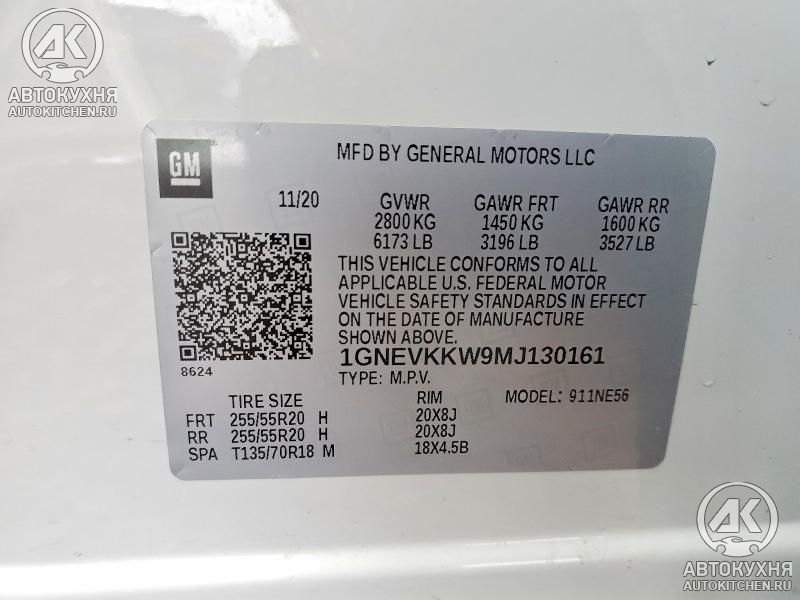 АВТОКУХНЯ
AUTOKITCHEN.RU
GM
MFD BY GENERAL MOTORS LLC
11/20 GVWR GAWR FRT GAWR RR
2800 KG 1450 KG 1600 KG
6173 LB 3196 LB 3527 LB
THIS VEHICLE CONFORMS TO ALL
APPLICABLE U.S. FEDERAL MOTOR
VEHICLE SAFETY STANDARDS IN EFFECT
ON THE DATE OF MANUFACTURE
SHOWN ABOVE.
8624
1GNEVKKW9MJ130161
TYPE: M.P.V.
TIRE SIZE RIM MODEL: 911NE56
FRT 255/55R20 H 20X8J
RR 255/55R20 H 20X8J
SPA T135/70R18 M 18X4.5B
АВТОКУХНЯ
AUTOKITCHEN.RU